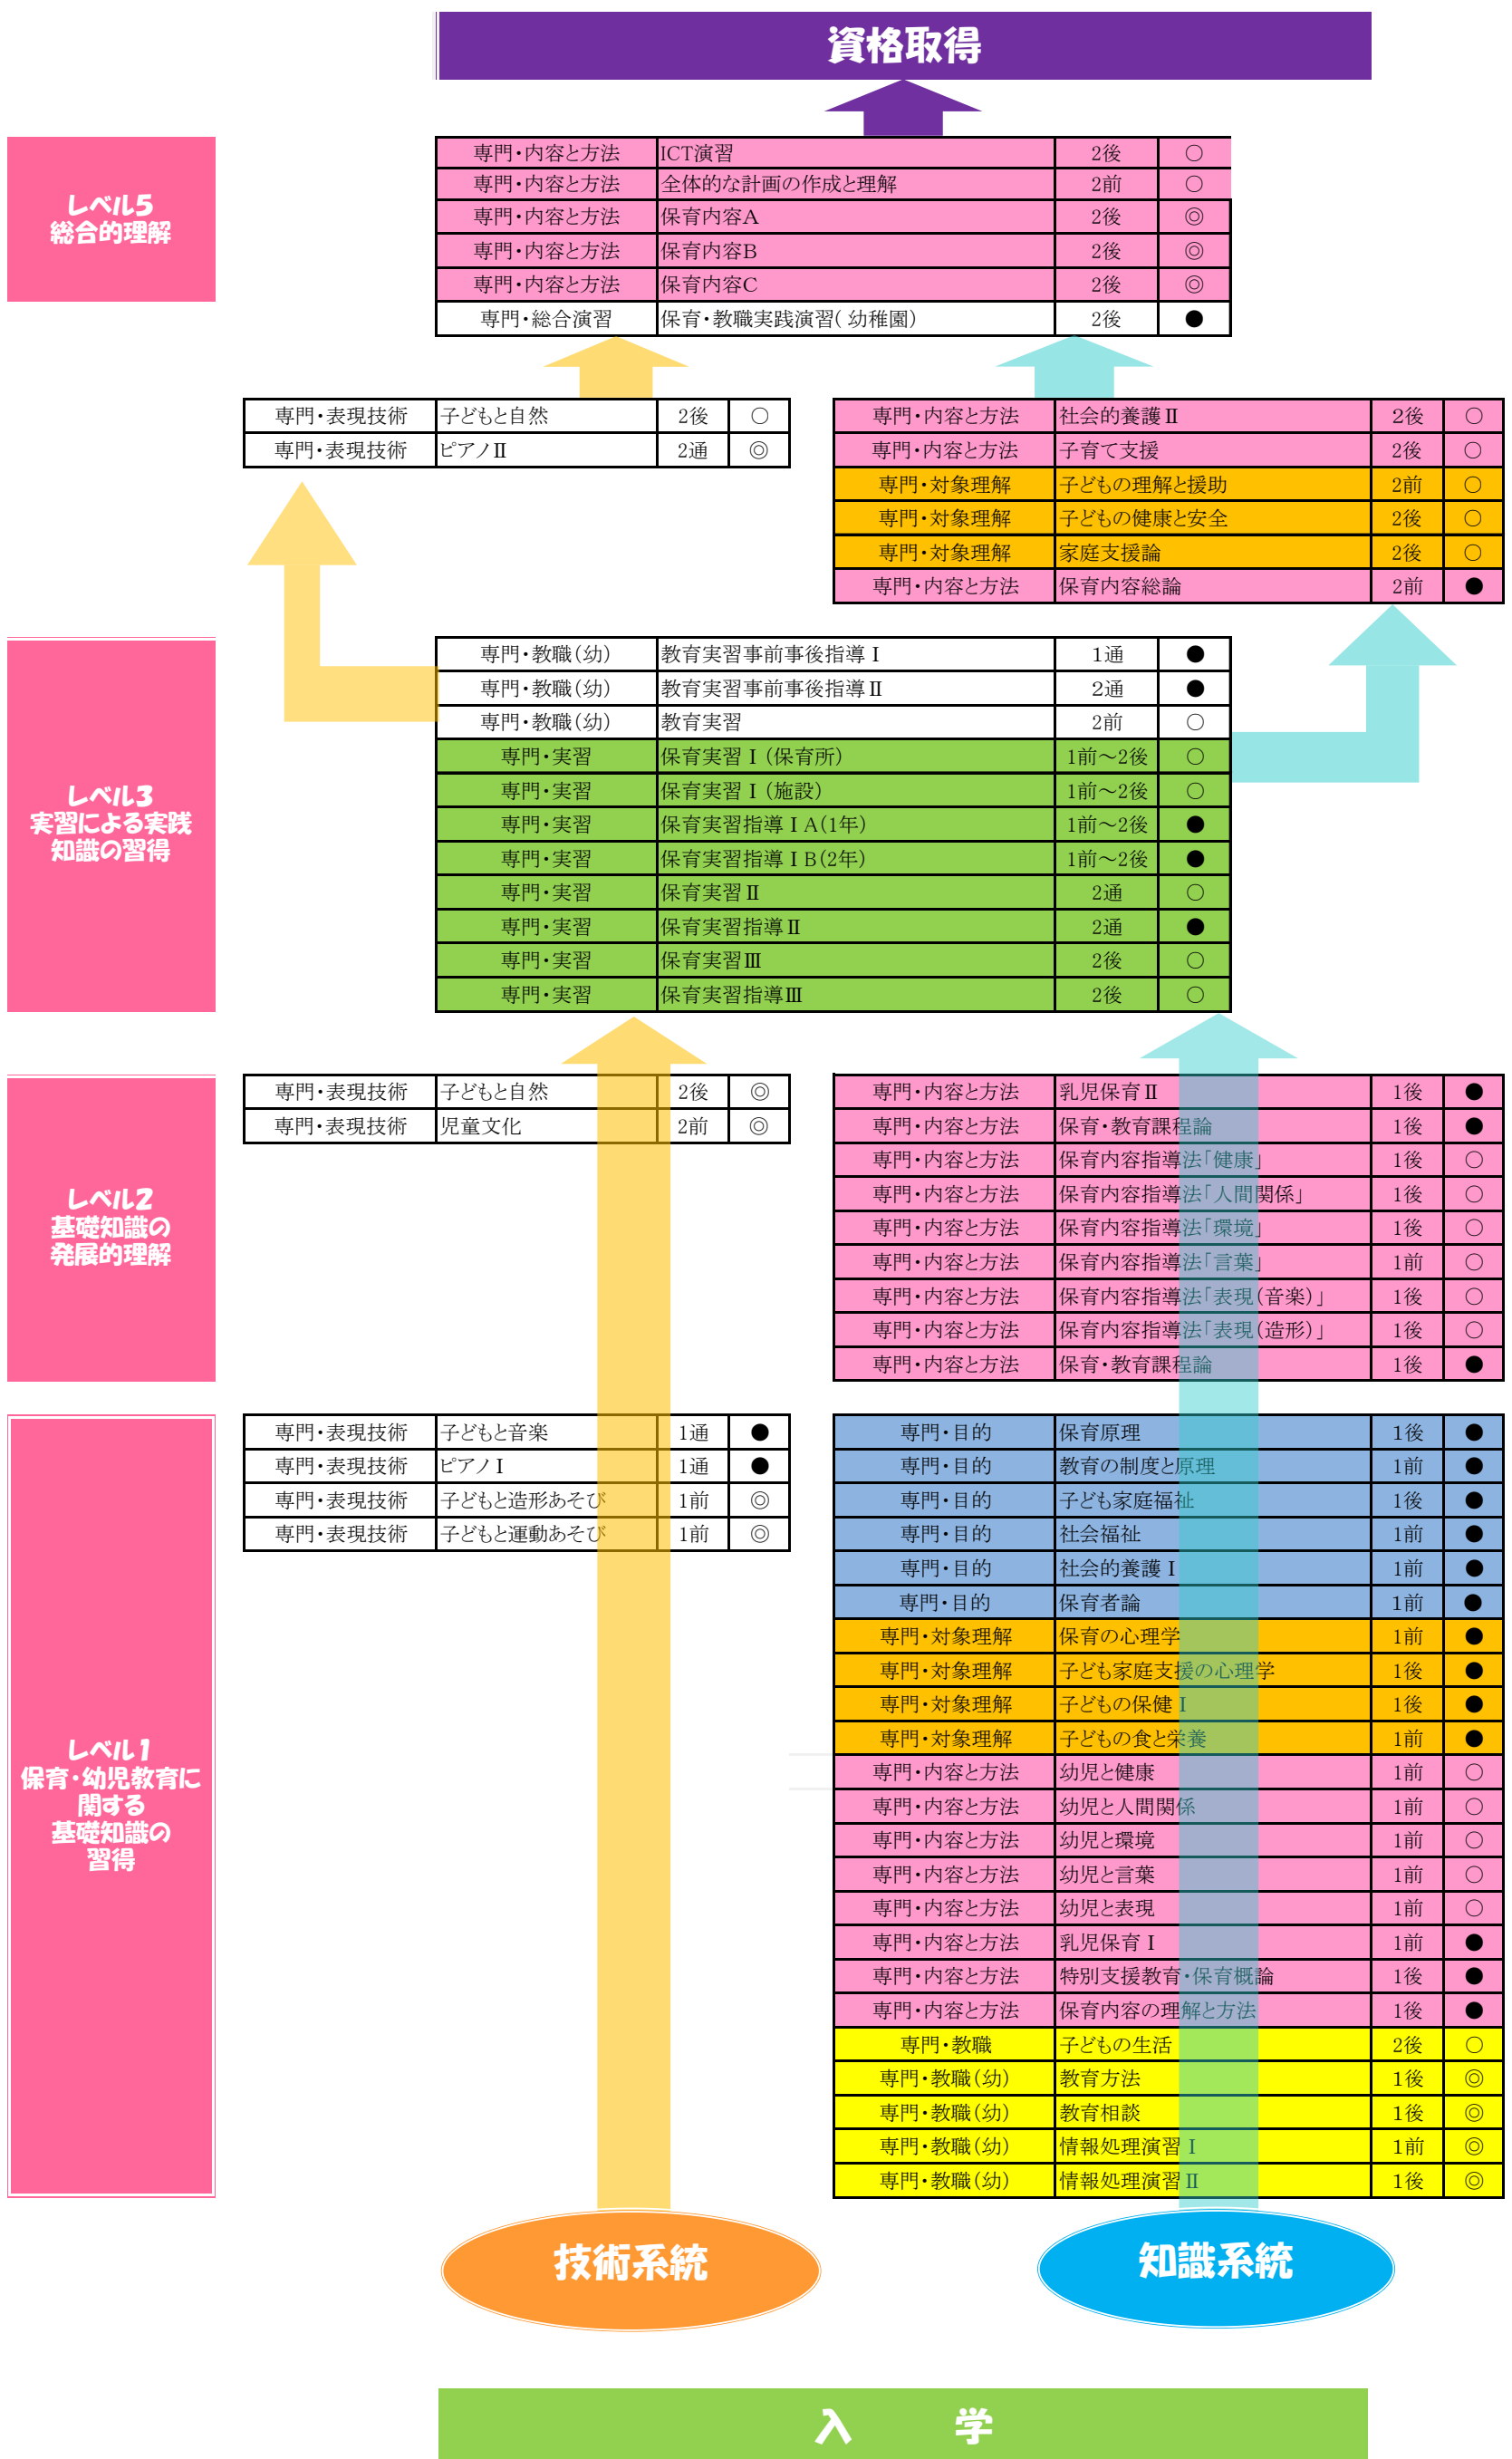 資格取得
レベル5
総合的理解
専門・内容と方法 ICT演習 2後 ○
専門・内容と方法 全体的な計画の作成と理解 2前 ○
専門・内容と方法 保育内容A 2後 ◎
専門・内容と方法 保育内容B 2後 ◎
専門・内容と方法 保育内容C 2後 ◎
専門・総合演習 保育・教職実践演習(幼稚園) 2後 ●
専門・表現技術 子どもと自然 2後 ○
専門・表現技術 ピアノⅡ 2通 ◎
専門・内容と方法 社会的養護Ⅱ 2後 ○
専門・内容と方法 子育て支援 2後 ○
専門・対象理解 子どもの理解と援助 2前 ○
専門・対象理解 子どもの健康と安全 2後 ○
専門・対象理解 家庭支援論 2後 ○
専門・内容と方法 保育内容総論 2前 ●
レベル3
実習による実践
知識の習得
専門・教職(幼) 教育実習事前事後指導Ⅰ 1通 ●
専門・教職(幼) 教育実習事前事後指導Ⅱ 2通 ●
専門・教職(幼) 教育実習 2前 ○
専門・実習 保育実習Ⅰ(保育所) 1前～2後 ○
専門・実習 保育実習Ⅰ(施設) 1前～2後 ○
専門・実習 保育実習指導ⅠA(1年) 1前～2後 ●
専門・実習 保育実習指導ⅠB(2年) 1前～2後 ●
専門・実習 保育実習Ⅱ 2通 ○
専門・実習 保育実習指導Ⅱ 2通 ●
専門・実習 保育実習Ⅲ 2後 ○
専門・実習 保育実習指導Ⅲ 2後 ○
レベル2
基礎知識の
発展的理解
専門・表現技術 子どもと自然 2後 ◎
専門・表現技術 児童文化 2前 ◎
専門・内容と方法 乳児保育Ⅱ 1後 ●
専門・内容と方法 保育・教育課程論 1後 ●
専門・内容と方法 保育内容指導法「健康」 1後 ○
専門・内容と方法 保育内容指導法「人間関係」 1後 ○
専門・内容と方法 保育内容指導法「環境」 1後 ○
専門・内容と方法 保育内容指導法「言葉」 1前 ○
専門・内容と方法 保育内容指導法「表現(音楽)」 1後 ○
専門・内容と方法 保育内容指導法「表現(造形)」 1後 ○
専門・内容と方法 保育・教育課程論 1後 ●
レベル1
保育・幼児教育に
関する
基礎知識の
習得
専門・表現技術 子どもと音楽 1通 ●
専門・表現技術 ピアノⅠ 1通 ●
専門・表現技術 子どもと造形あそび 1前 ◎
専門・表現技術 子どもと運動あそび 1前 ◎
専門・目的 保育原理 1後 ●
専門・目的 教育の制度と原理 1前 ●
専門・目的 子ども家庭福祉 1後 ●
専門・目的 社会福祉 1前 ●
専門・目的 社会的養護Ⅰ 1前 ●
専門・目的 保育者論 1前 ●
専門・対象理解 保育の心理学 1前 ●
専門・対象理解 子ども家庭支援の心理学 1後 ●
専門・対象理解 子どもの保健Ⅰ 1後 ●
専門・対象理解 子どもの食と栄養 1前 ●
専門・内容と方法 幼児と健康 1前 ○
専門・内容と方法 幼児と人間関係 1前 ○
専門・内容と方法 幼児と環境 1前 ○
専門・内容と方法 幼児と言葉 1前 ○
専門・内容と方法 幼児と表現 1前 ○
専門・内容と方法 乳児保育Ⅰ 1前 ●
専門・内容と方法 特別支援教育・保育概論 1後 ●
専門・内容と方法 保育内容の理解と方法 1後 ●
専門・教職 子どもの生活 2後 ○
専門・教職(幼) 教育方法 1後 ◎
専門・教職(幼) 教育相談 1後 ◎
専門・教職(幼) 情報処理演習Ⅰ 1前 ◎
専門・教職(幼) 情報処理演習Ⅱ 1後 ◎
技術系統
知識系統
入 学